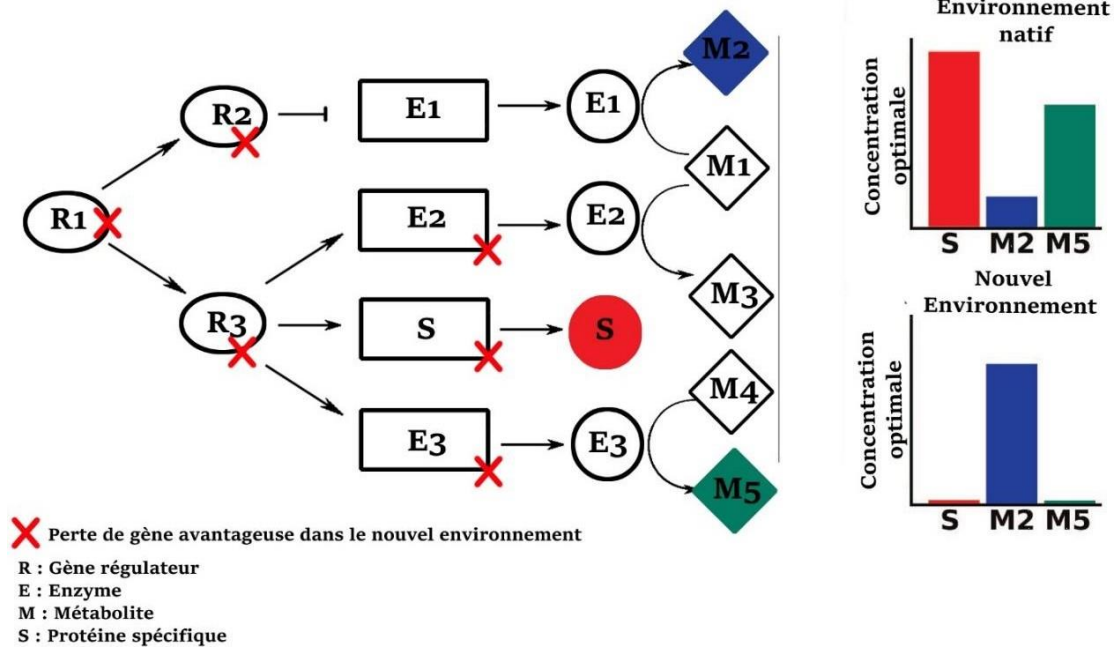 R1
R2
R3
E1
E2
S
E3
E1
E2
S
E3
M2
M1
M3
M4
M5
Environnement
natif
Concentration
optimale
S M2 M5
Nouvel
Environnement
Concentration
optimale
S M2 M5
Perte de gène avantageuse dans le nouvel environnement
R : Gène régulateur
E : Enzyme
M : Métabolite
S : Protéine spécifique